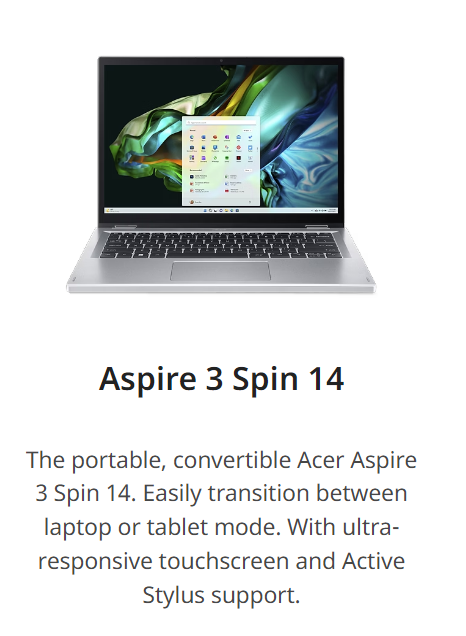 Aspire 3 Spin 14
The portable, convertible Acer Aspire
3 Spin 14. Easily transition between
laptop or tablet mode. With ultra-
responsive touchscreen and Active
Stylus support.